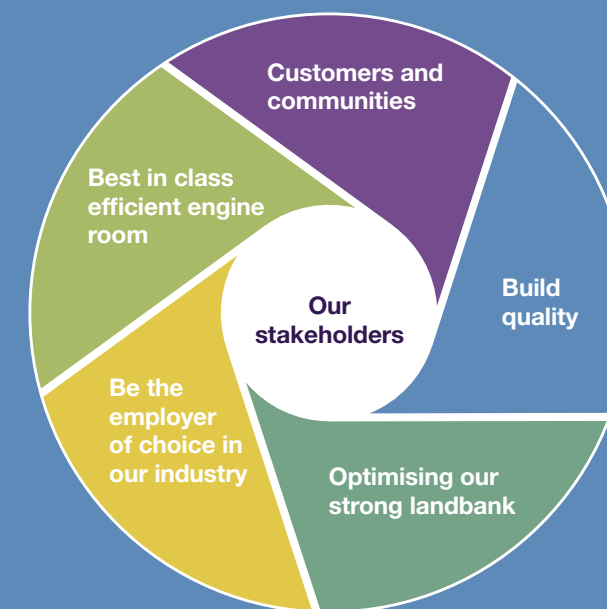 Customers and
communities
Best in class
efficient engine
room
Build
quality
Our
stakeholders
Be the
employer
of choice in
our industry
Optimising our
strong landbank